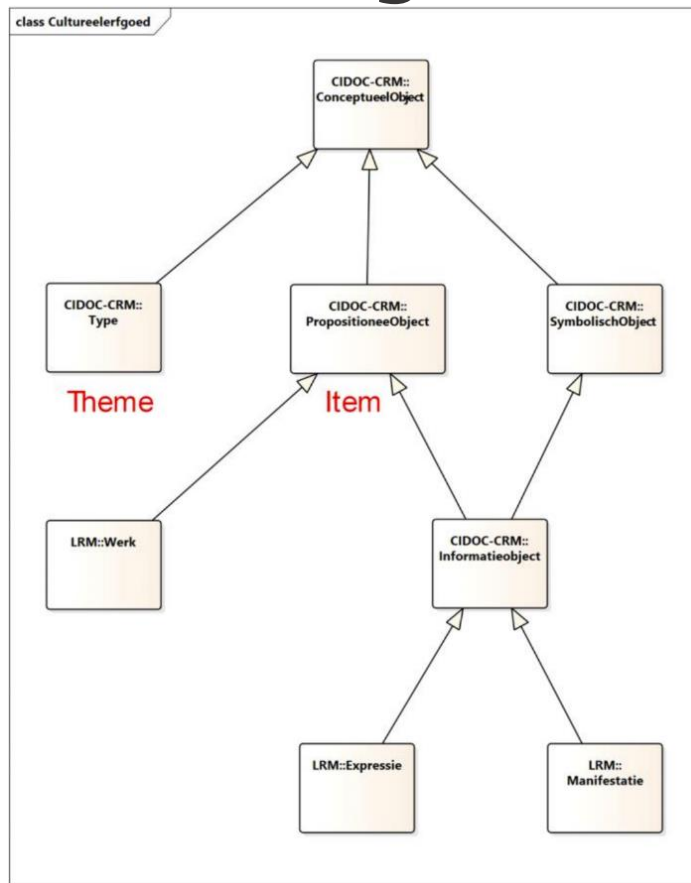 g
class Cultureelerfgoed
CIDOC-CRM::
ConceptueelObject
CIDOC-CRM::
Type
CIDOC-CRM::
PropositioneeObject
CIDOC-CRM::
SymbolischObject
Theme
Item
LRM::Werk
CIDOC-CRM::
Informatieobject
LRM::Expressie
LRM::
Manifestatie